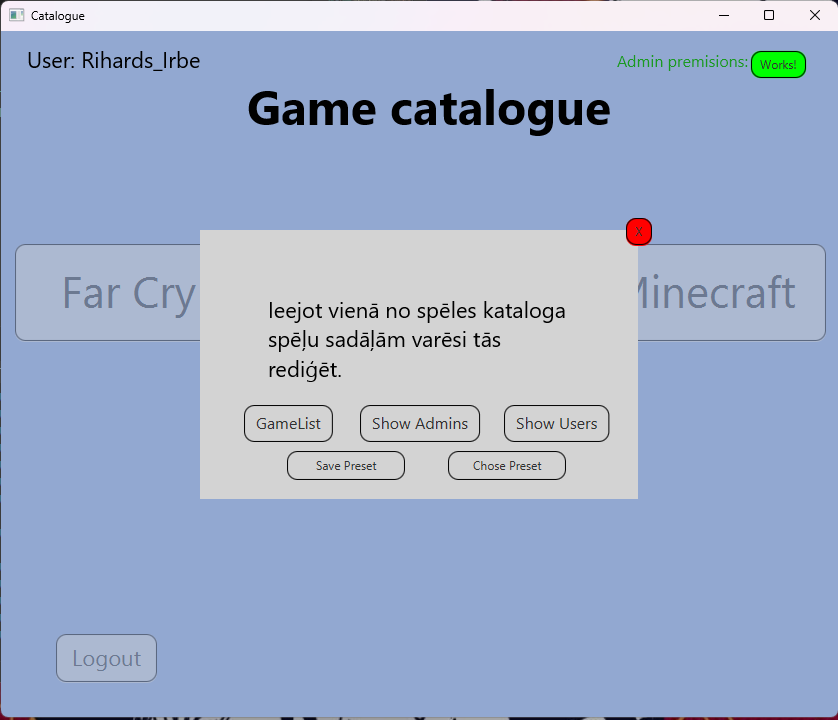 Catalogue
User: Rihards_Irbe
Admin premisions: Works!
Game catalogue
X
Far Cry
Minecraft
Ieejot vienā no spēles kataloga
spēļu sadāļām varēsi tās
rediģēt.
GameList Show Admins Show Users
Save Preset Chose Preset
Logout